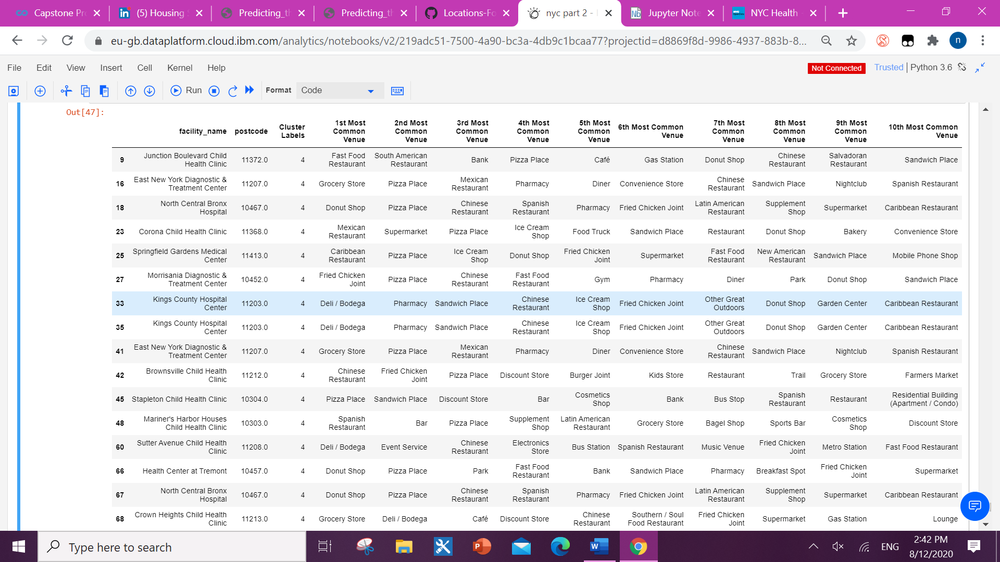 Capstone Pr
(5) Housing
Predicting_th
Predicting_th
Locations-Fo
nyc part 2 -
Jupyter Note
NYC Health
eu-gb.dataplatform.cloud.ibm.com/analytics/notebooks/v2/219adc51-7500-4a90-bc3a-4db9c1bcaa77?projectid=d8869f8d-9986-4937-883b-8...
n
File Edit View Insert Cell Kernel Help
Not Connected Trusted Python 3.6
Run Format Code
Out[47]:
facility_name postcode Cluster Labels 1st Most Common Venue 2nd Most Common Venue 3rd Most Common Venue 4th Most Common Venue 5th Most Common Venue 6th Most Common Venue 7th Most Common Venue 8th Most Common Venue 9th Most Common Venue 10th Most Common Venue
9 Junction Boulevard Child Health Clinic 11372.0 4 Fast Food Restaurant South American Restaurant Bank Pizza Place Café Gas Station Donut Shop Chinese Restaurant Salvadoran Restaurant Sandwich Place
16 East New York Diagnostic & Treatment Center 11207.0 4 Grocery Store Pizza Place Mexican Restaurant Pharmacy Diner Convenience Store Chinese Restaurant Sandwich Place Nightclub Spanish Restaurant
18 North Central Bronx Hospital 10467.0 4 Donut Shop Pizza Place Chinese Restaurant Spanish Restaurant Pharmacy Fried Chicken Joint Latin American Restaurant Supplement Shop Supermarket Caribbean Restaurant
23 Corona Child Health Clinic 11368.0 4 Mexican Restaurant Supermarket Pizza Place Ice Cream Shop Food Truck Sandwich Place Restaurant Donut Shop Bakery Convenience Store
25 Springfield Gardens Medical Center 11413.0 4 Caribbean Restaurant Pizza Place Ice Cream Shop Donut Shop Fried Chicken Joint Supermarket Fast Food Restaurant New American Restaurant Sandwich Place Mobile Phone Shop
27 Morrisania Diagnostic & Treatment Center 10452.0 4 Fried Chicken Joint Pizza Place Chinese Restaurant Fast Food Restaurant Gym Pharmacy Diner Park Donut Shop Sandwich Place
33 Kings County Hospital Center 11203.0 4 Deli / Bodega Pharmacy Sandwich Place Chinese Restaurant Ice Cream Shop Fried Chicken Joint Other Great Outdoors Donut Shop Garden Center Caribbean Restaurant
35 Kings County Hospital Center 11203.0 4 Deli / Bodega Pharmacy Sandwich Place Chinese Restaurant Ice Cream Shop Fried Chicken Joint Other Great Outdoors Donut Shop Garden Center Caribbean Restaurant
41 East New York Diagnostic & Treatment Center 11207.0 4 Grocery Store Pizza Place Mexican Restaurant Pharmacy Diner Convenience Store Chinese Restaurant Sandwich Place Nightclub Spanish Restaurant
42 Brownsville Child Health Clinic 11212.0 4 Chinese Restaurant Fried Chicken Joint Pizza Place Discount Store Burger Joint Kids Store Restaurant Trail Grocery Store Farmers Market
45 Stapleton Child Health Clinic 10304.0 4 Pizza Place Sandwich Place Discount Store Bar Cosmetics Shop Bank Bus Stop Spanish Restaurant Restaurant Residential Building (Apartment / Condo)
48 Mariner's Harbor Houses Child Health Clinic 10303.0 4 Spanish Restaurant Bar Pizza Place Supplement Shop Latin American Restaurant Grocery Store Bagel Shop Sports Bar Cosmetics Shop Discount Store
60 Sutter Avenue Child Health Clinic 11208.0 4 Deli / Bodega Event Service Chinese Restaurant Electronics Store Bus Station Spanish Restaurant Music Venue Fried Chicken Joint Metro Station Fast Food Restaurant
66 Health Center at Tremont 10457.0 4 Donut Shop Pizza Place Park Fast Food Restaurant Bank Sandwich Place Pharmacy Breakfast Spot Fried Chicken Joint Supermarket
67 North Central Bronx Hospital 10467.0 4 Donut Shop Pizza Place Chinese Restaurant Spanish Restaurant Pharmacy Fried Chicken Joint Latin American Restaurant Supplement Shop Supermarket Caribbean Restaurant
68 Crown Heights Child Health Clinic 11213.0 4 Grocery Store Deli / Bodega Café Discount Store Chinese Restaurant Southern / Soul Food Restaurant Fried Chicken Joint Supermarket Gas Station Lounge
Type here to search
ENG
2:42 PM
8/12/2020